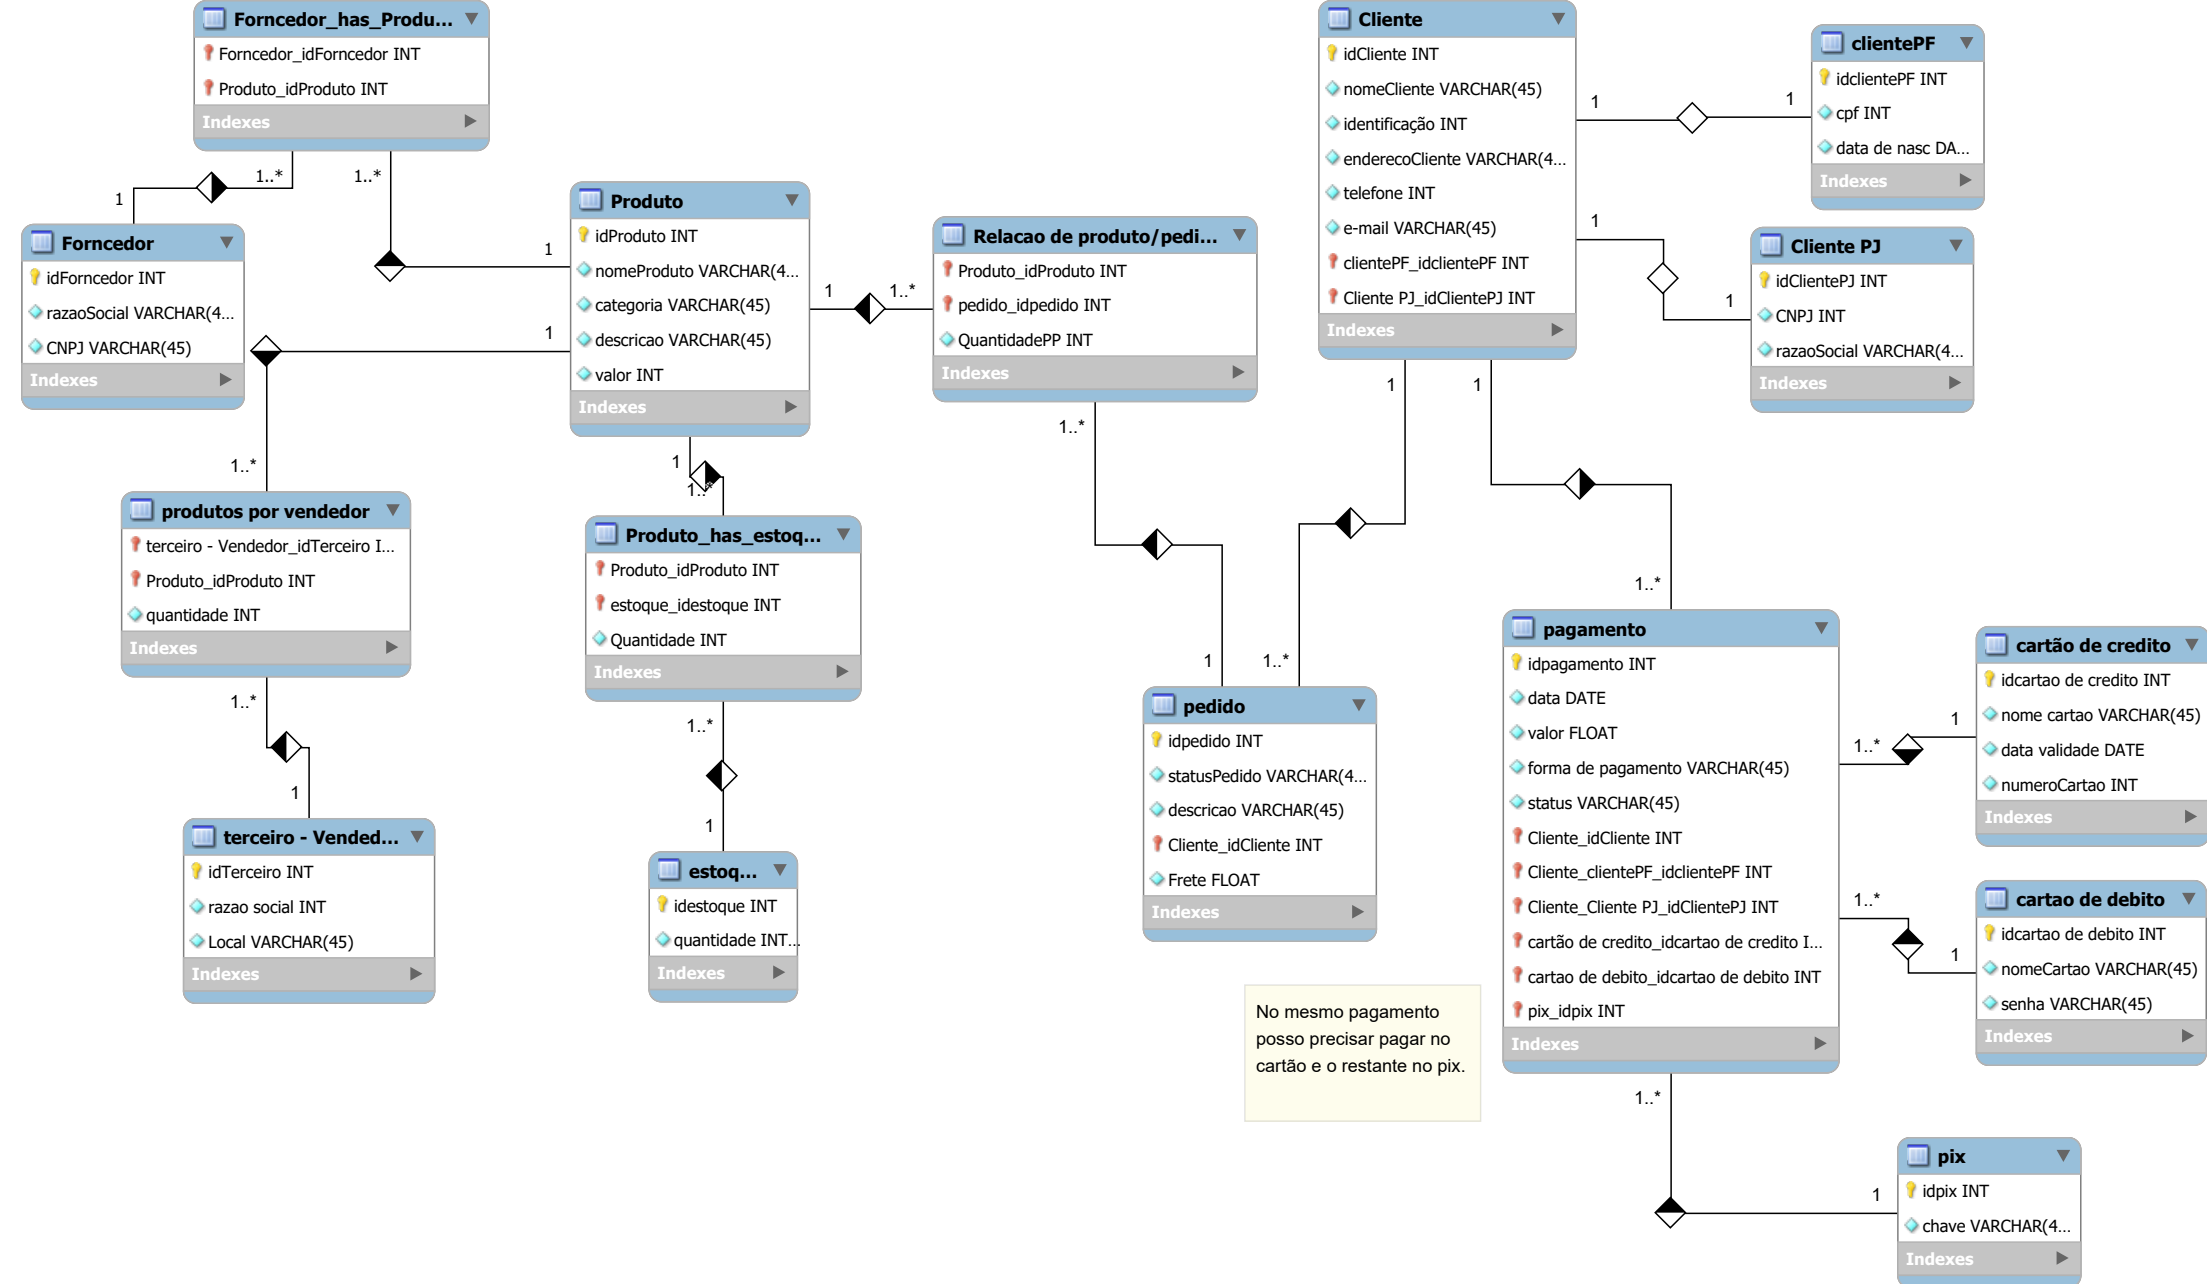 Forncedor_has_Produ...
Forncedor_idForncedor INT
Produto_idProduto INT
Indexes
1..*
1..*
1
1
1
Forncedor
idForncedor INT
razaoSocial VARCHAR(4...
CNPJ VARCHAR(45)
Indexes
Produto
idProduto INT
nomeProduto VARCHAR(4...
categoria VARCHAR(45)
descricao VARCHAR(45)
valor INT
Indexes
1
1..*
Relacao de produto/pedi...
Produto_idProduto INT
pedido_idpedido INT
QuantidadePP INT
Indexes
1..*
1
Cliente
idCliente INT
nomeCliente VARCHAR(45)
identificação INT
enderecoCliente VARCHAR(4...
telefone INT
e-mail VARCHAR(45)
clientePF_idclientePF INT
Cliente PJ_idClientePJ INT
Indexes
1
1
clientePF
idclientePF INT
cpf INT
data de nasc DA...
Indexes
1
1
Cliente PJ
idClientePJ INT
CNPJ INT
razaoSocial VARCHAR(4...
Indexes
1
1
1..*
1..*
1..*
produtos por vendedor
terceiro - Vendedor_idTerceiro I...
Produto_idProduto INT
quantidade INT
Indexes
1..*
1
terceiro - Vended...
idTerceiro INT
razao social INT
Local VARCHAR(45)
Indexes
1
1..*
Produto_has_estoq...
Produto_idProduto INT
estoque_idestoque INT
Quantidade INT
Indexes
1..*
1
estoq...
idestoque INT
quantidade INT...
Indexes
pedido
idpedido INT
statusPedido VARCHAR(4...
descricao VARCHAR(45)
Cliente_idCliente INT
Frete FLOAT
Indexes
No mesmo pagamento
posso precisar pagar no
cartão e o restante no pix.
pagamento
idpagamento INT
data DATE
valor FLOAT
forma de pagamento VARCHAR(45)
status VARCHAR(45)
Cliente_idCliente INT
Cliente_clientePF_idclientePF INT
Cliente_Cliente PJ_idClientePJ INT
cartão de credito_idcartao de credito I...
cartao de debito_idcartao de debito INT
pix_idpix INT
Indexes
1..*
1
cartão de credito
idcartao de credito INT
nome cartao VARCHAR(45)
data validade DATE
numeroCartao INT
Indexes
1..*
1
cartao de debito
idcartao de debito INT
nomeCartao VARCHAR(45)
senha VARCHAR(45)
Indexes
1..*
1
pix
idpix INT
chave VARCHAR(4...
Indexes